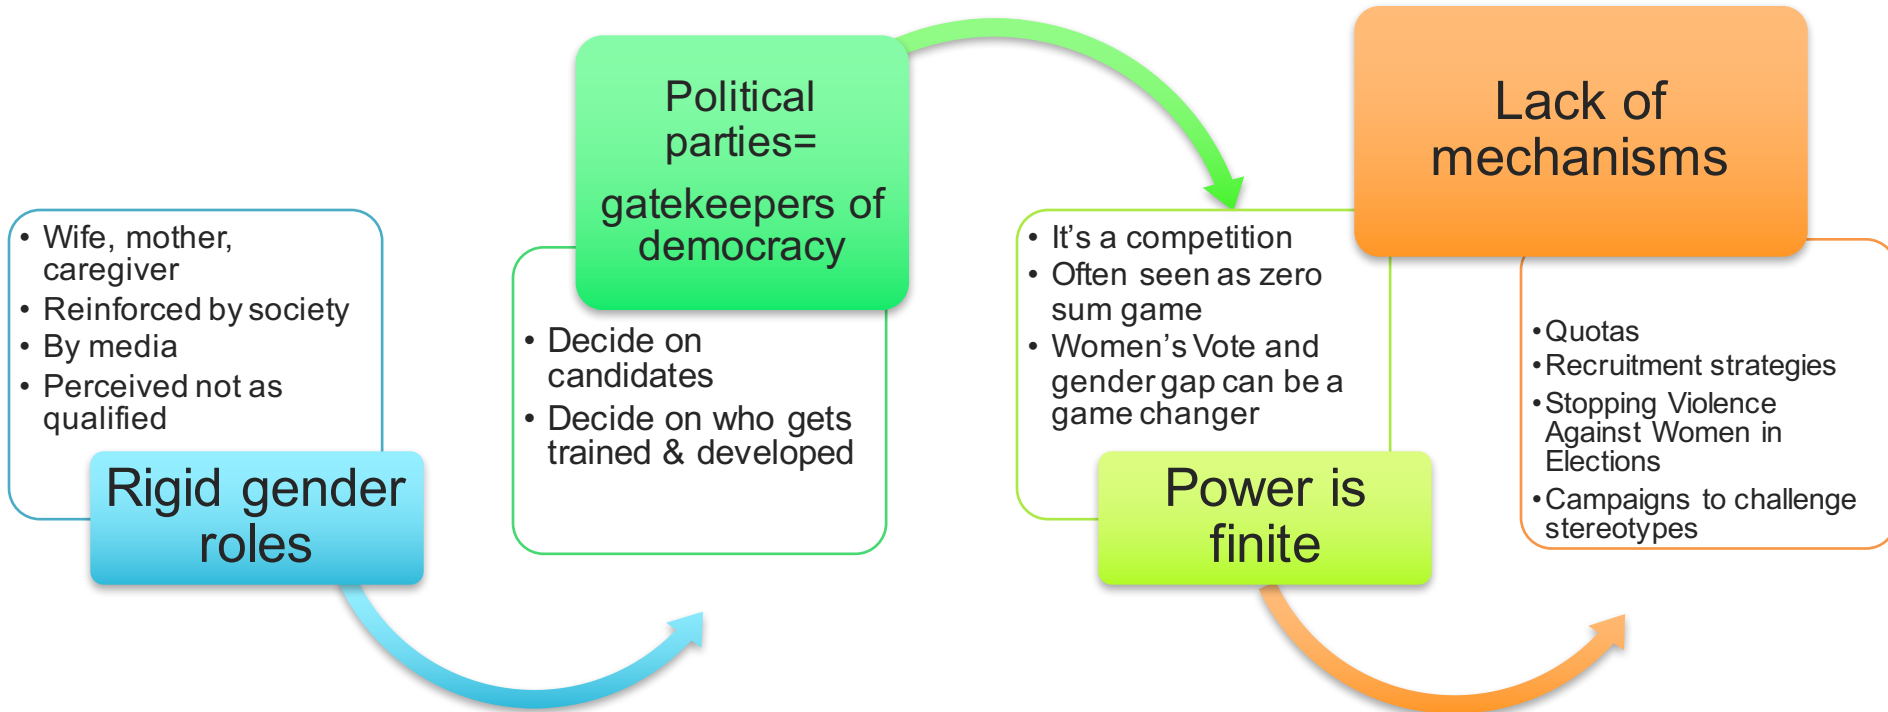 • Wife, mother,
caregiver
• Reinforced by society
• By media
• Perceived not as
qualified
Rigid gender
roles
Political
parties=
gatekeepers of
democracy
• Decide on
candidates
• Decide on who gets
trained & developed
• It’s a competition
• Often seen as zero
sum game
• Women’s Vote and
gender gap can be a
game changer
Power is
finite
Lack of
mechanisms
• Quotas
• Recruitment strategies
• Stopping Violence
Against Women in
Elections
• Campaigns to challenge
stereotypes